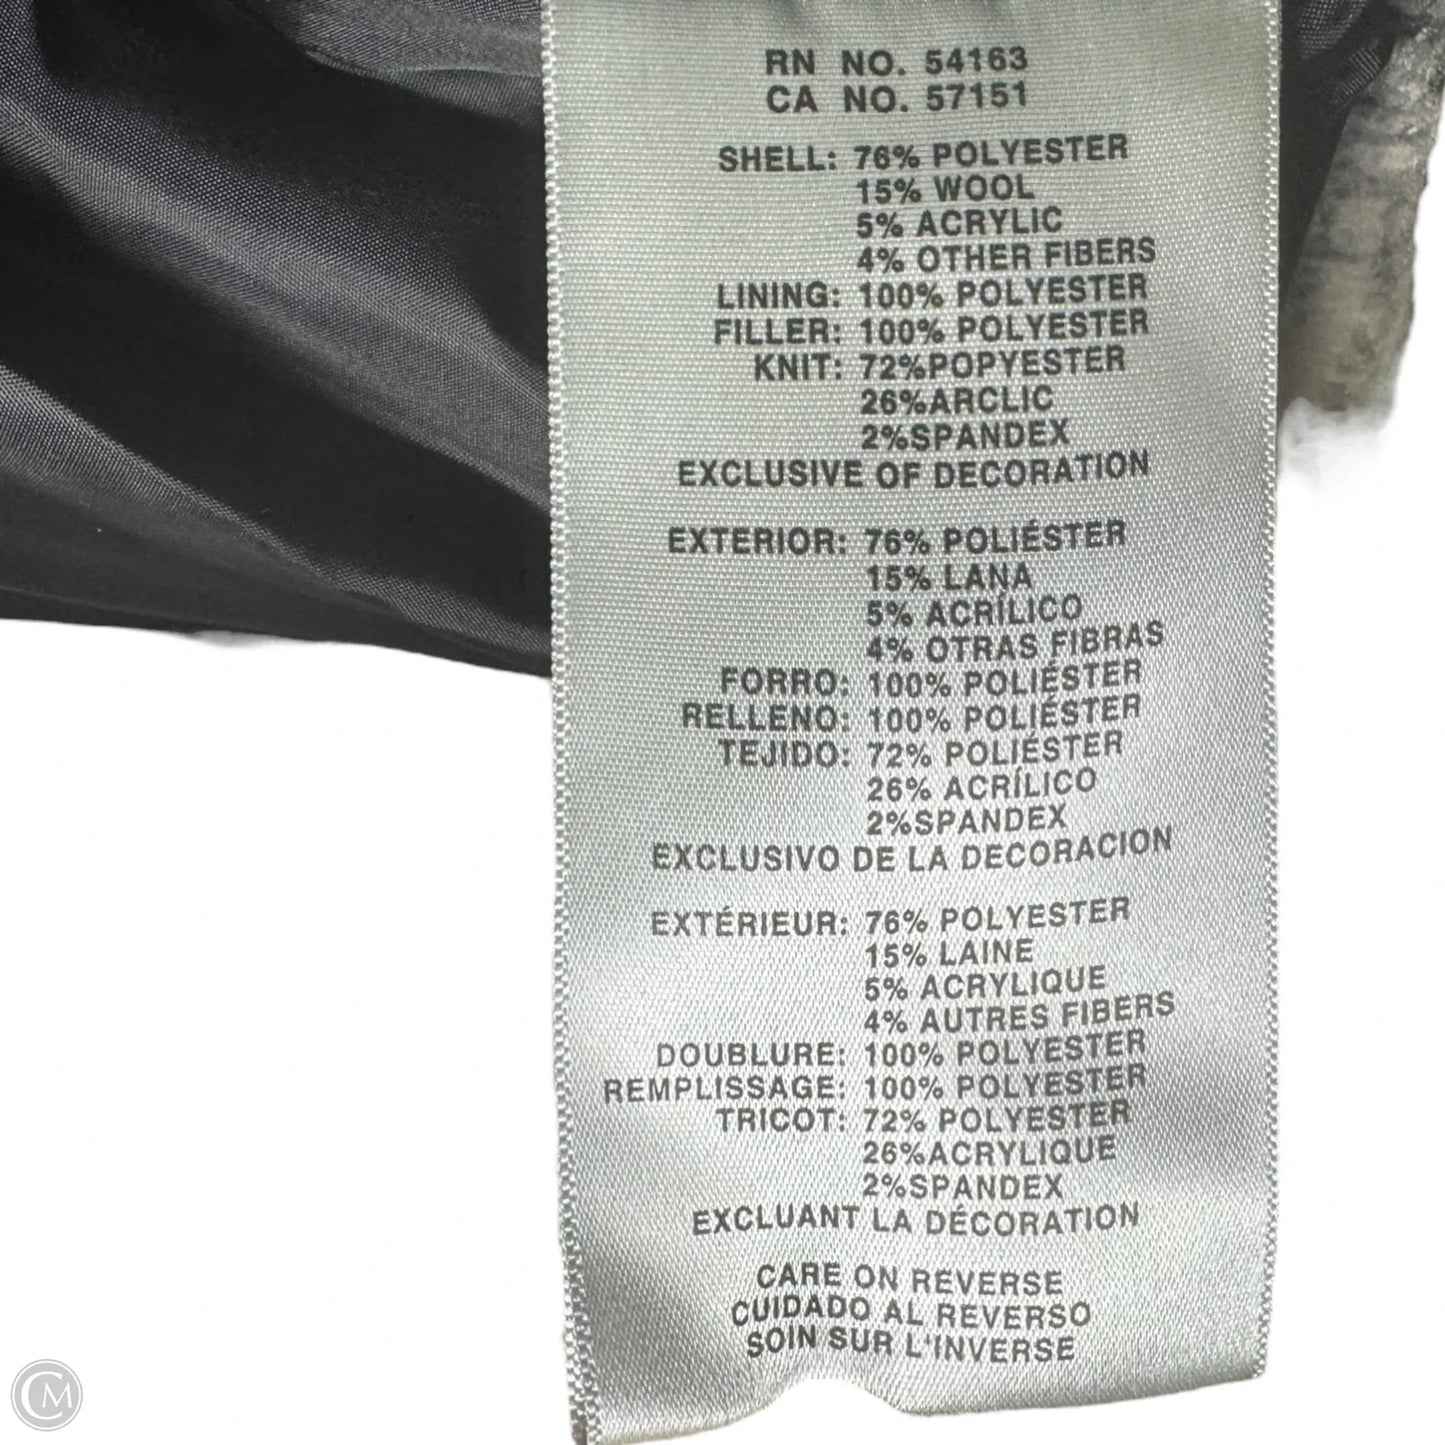 RN NO. 54163
CA NO. 57151
SHELL: 76% POLYESTER
15% WOOL
5% ACRYLIC
4% OTHER FIBERS
LINING: 100% POLYESTER
FILLER: 100% POLYESTER
KNIT: 72%POPYESTER
26%ARCLIC
2%SPANDEX
EXCLUSIVE OF DECORATION
EXTERIOR: 76% POLIÉSTER
15% LANA
5% ACRÍLICO
4% OTRAS FIBRAS
FORRO: 100% POLIÉSTER
RELLENO: 100% POLIÉSTER
TEJIDO: 72% POLIÉSTER
26% ACRÍLICO
2%SPANDEX
EXCLUSIVO DE LA DECORACION
EXTÉRIEUR: 76% POLYESTER
15% LAINE
5% ACRYLIQUE
4% AUTRES FIBERS
DOUBLURE: 100% POLYESTER
REMPLISSAGE: 100% POLYESTER
TRICOT: 72% POLYESTER
26%ACRYLIQUE
2%SPANDEX
EXCLUANT LA DÉCORATION
CARE ON REVERSE
CUIDADO AL REVERSO
SOIN SUR L'INVERSE
CM